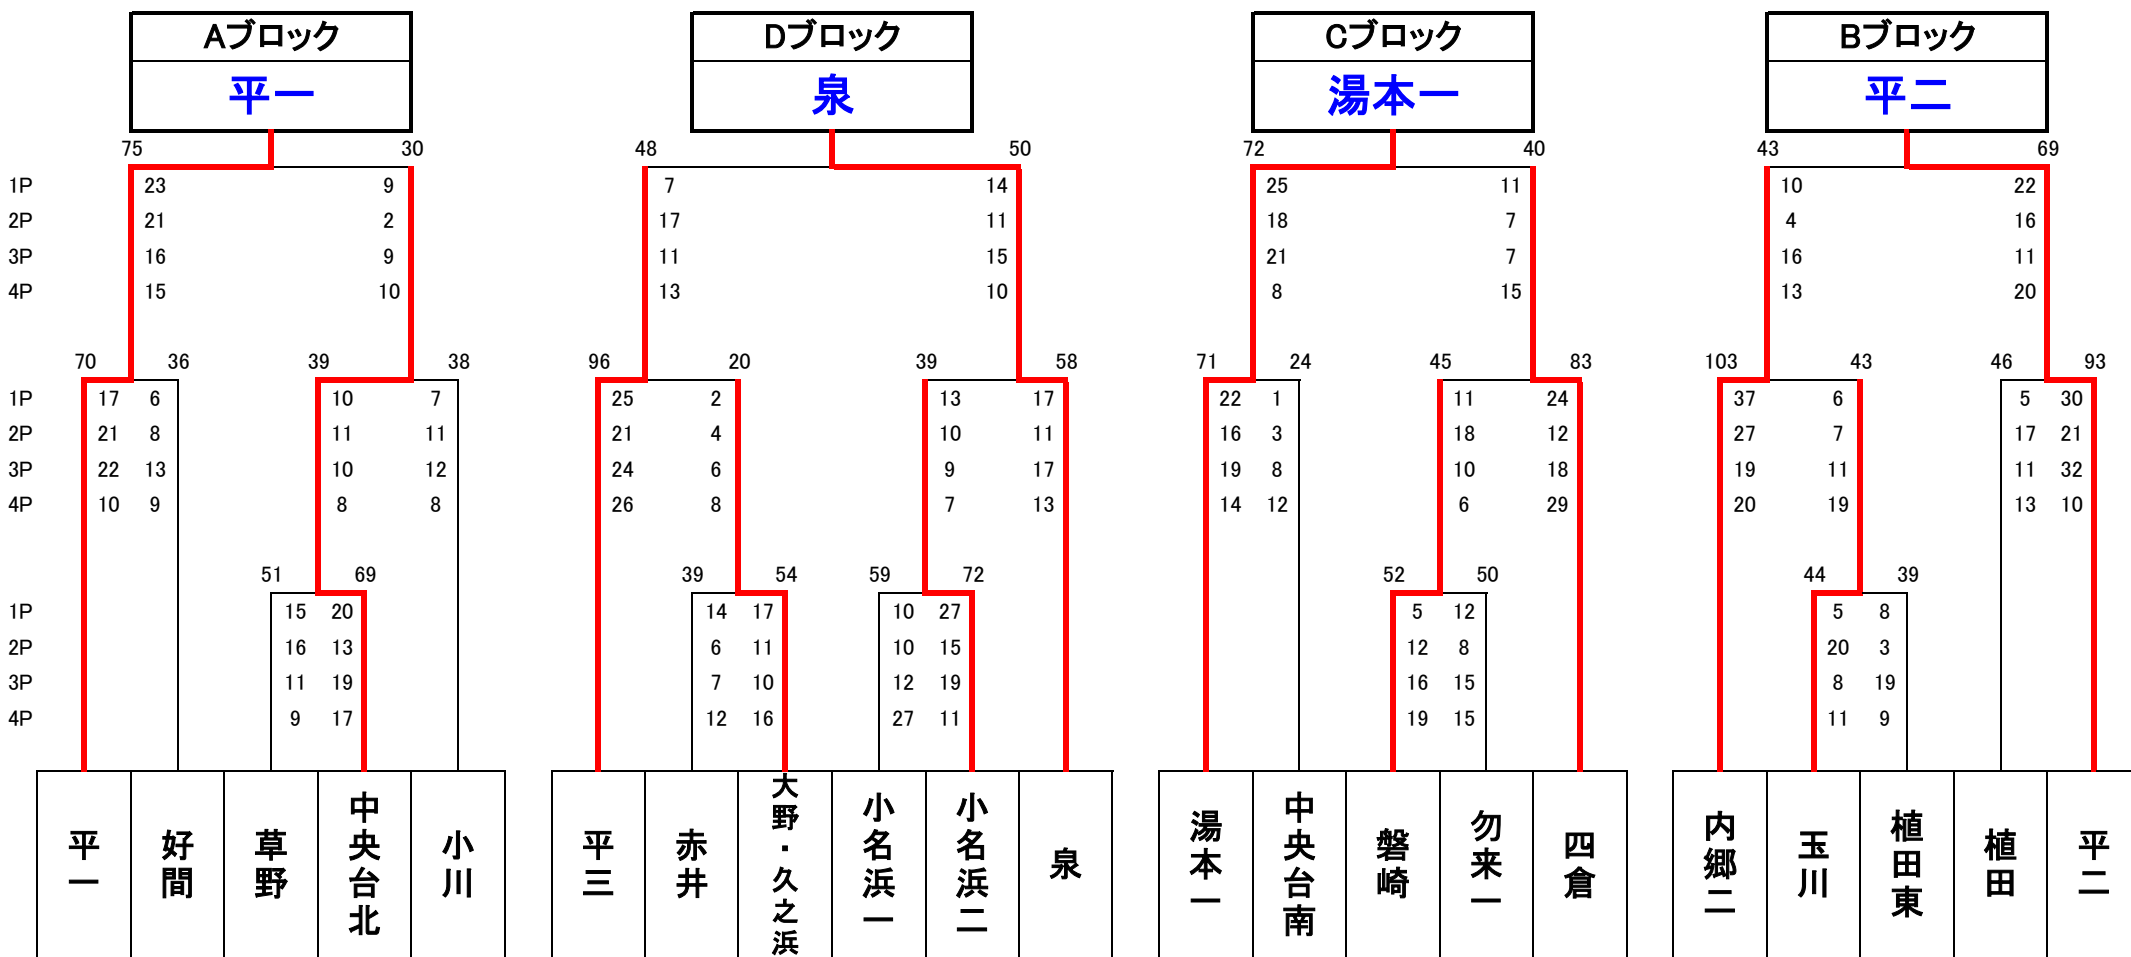 Aブロック Dブロック Cブロック Bブロック
平一 泉 湯本一 平二
75 30 48 50 72 40 43 69
1P 23 9 7 14 25 11 10 22
2P 21 2 17 11 18 7 4 16
3P 16 9 11 15 21 7 16 11
4P 15 10 13 10 8 15 13 20
70 36 39 38 96 20 39 58 71 24 45 83 103 43 46 93
1P 17 6 10 7 25 2 13 17 22 1 11 24 37 6 5 30
2P 21 8 11 11 21 4 10 11 16 3 18 12 27 7 17 21
3P 22 13 10 12 24 6 9 17 19 8 10 18 19 11 11 32
4P 10 9 8 8 26 8 7 13 14 12 6 29 20 19 13 10
51 69 39 54 59 72 52 50 44 39
1P 15 20 14 17 10 27 5 12 5 8
2P 16 13 6 11 10 15 12 8 20 3
3P 11 19 7 10 12 19 16 15 8 19
4P 9 17 12 16 27 11 19 15 11 9
平一 好間 草野 中央台北 小川 平三 赤井 大野・久之浜 小名浜一 小名浜二 泉 湯本一 中央台南 磐崎 勿来一 四倉 内郷二 玉川 植田東 植田 平二